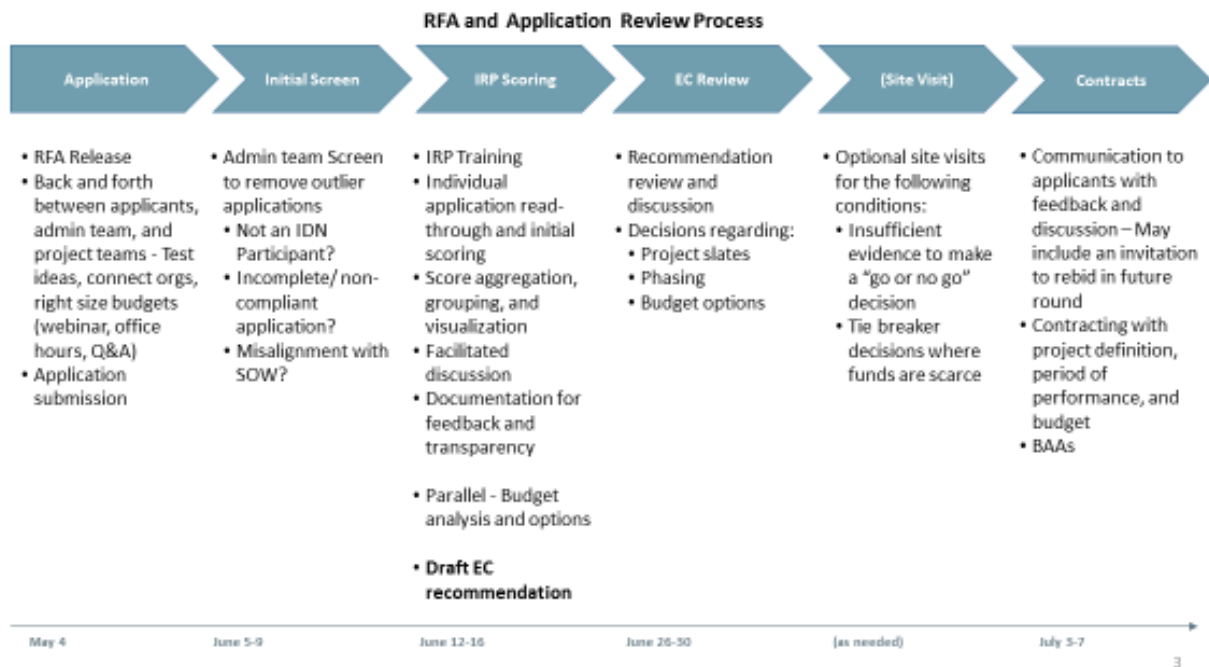 RFA and Application Review Process
Application
Initial Screen
IRP Scoring
EC Review
(Site Visit)
Contracts
• RFA Release
• Back and forth
between applicants,
admin team, and
project teams - Test
ideas, connect orgs,
right size budgets
(webinar, office
hours, Q&A)
• Application
submission
• Admin team Screen
to remove outlier
applications
• Not an IDN
Participant?
• Incomplete/ non-
compliant
application?
• Misalignment with
SOW?
• IRP Training
• Individual
application read-
through and initial
scoring
• Score aggregation,
grouping, and
visualization
• Facilitated
discussion
• Documentation for
feedback and
transparency
• Parallel - Budget
analysis and options
• Draft EC
recommendation
• Recommendation
review and
discussion
• Decisions regarding:
• Project slates
• Phasing
• Budget options
• Optional site visits
for the following
conditions:
• Insufficient
evidence to make
a "go or no go"
decision
• Tie breaker
decisions where
funds are scarce
• Communication to
applicants with
feedback and
discussion – May
include an invitation
to rebid in future
round
• Contracting with
project definition,
period of
performance, and
budget
• BAAs
May 4
June 5-9
June 12-16
June 26-30
(as needed)
July 3-7
3